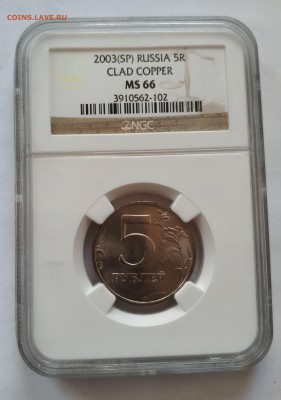 COINS.LAVE.RU
2003(SP) RUSSIA 5R
CLAD COPPER
MS 66
3910562-102
NGC
5
РУБЛЕЙ